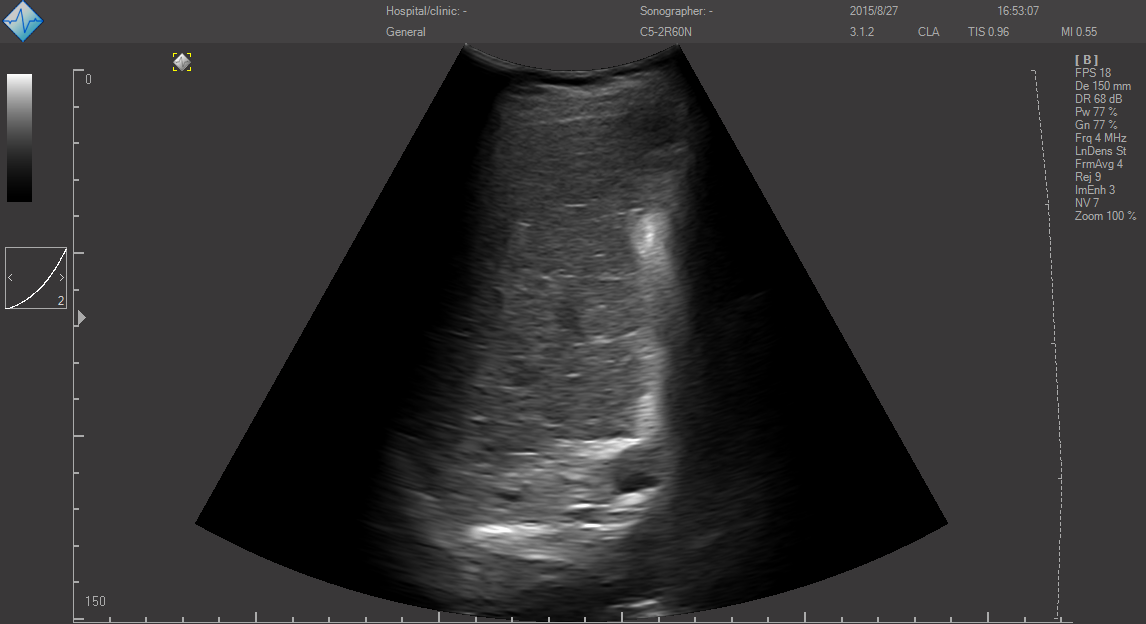 Hospital/clinic: - Sonographer: - 2015/8/27 16:53:07
General C5-2R60N 3.1.2 CLA TIS 0.96 MI 0.55
[ B ]
FPS 18
De 150 mm
DR 68 dB
Pw 77 %
Gn 77 %
Frq 4 MHz
LnDens St
FrmAvg 4
Rej 9
ImEnh 3
NV 7
Zoom 100 %
0
2
150